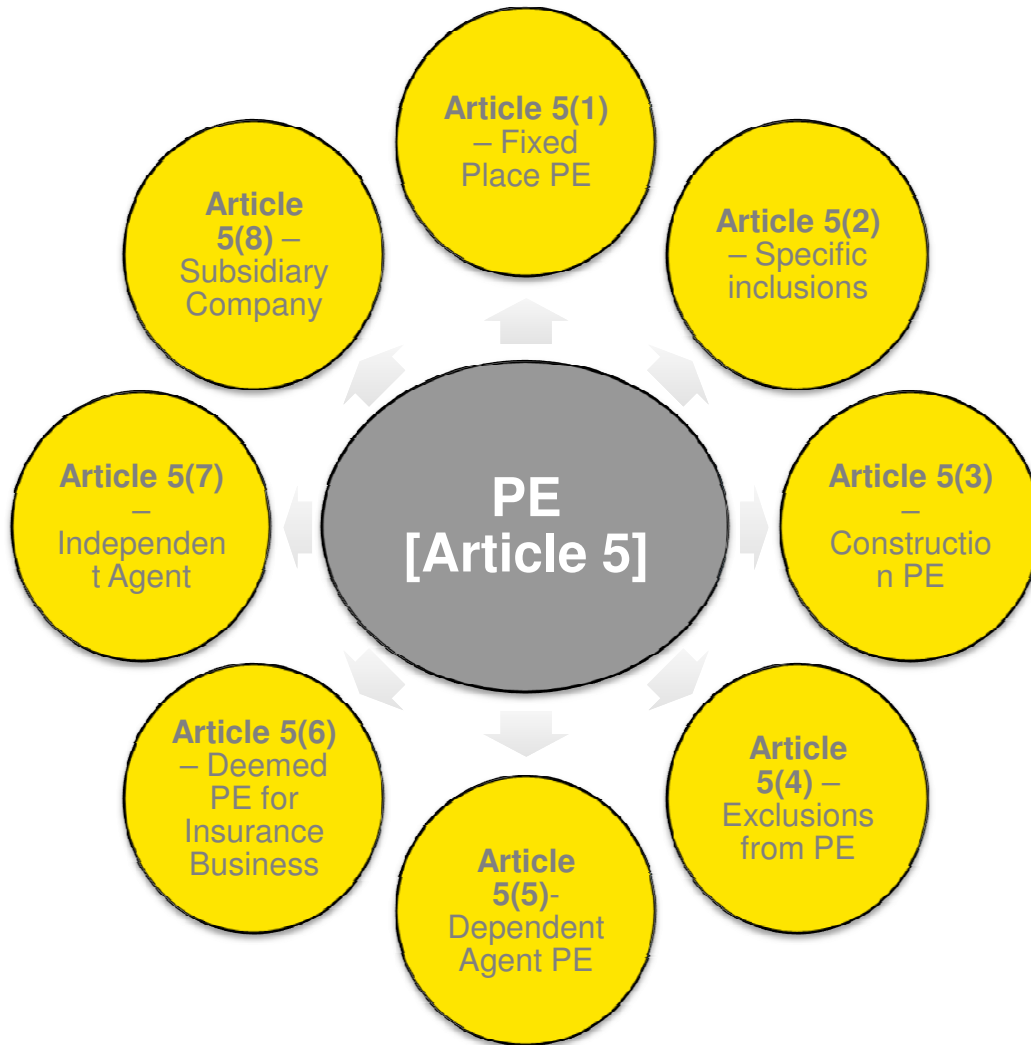 Article 5(1)
– Fixed
Place PE
Article 5(2)
– Specific
inclusions
Article 5(3)
–
Constructio
n PE
Article
5(4) –
Exclusions
from PE
Article
5(5)-
Dependent
Agent PE
Article 5(6)
– Deemed
PE for
Insurance
Business
Article 5(7)
–
Independen
t Agent
Article
5(8) –
Subsidiary
Company
PE
[Article 5]